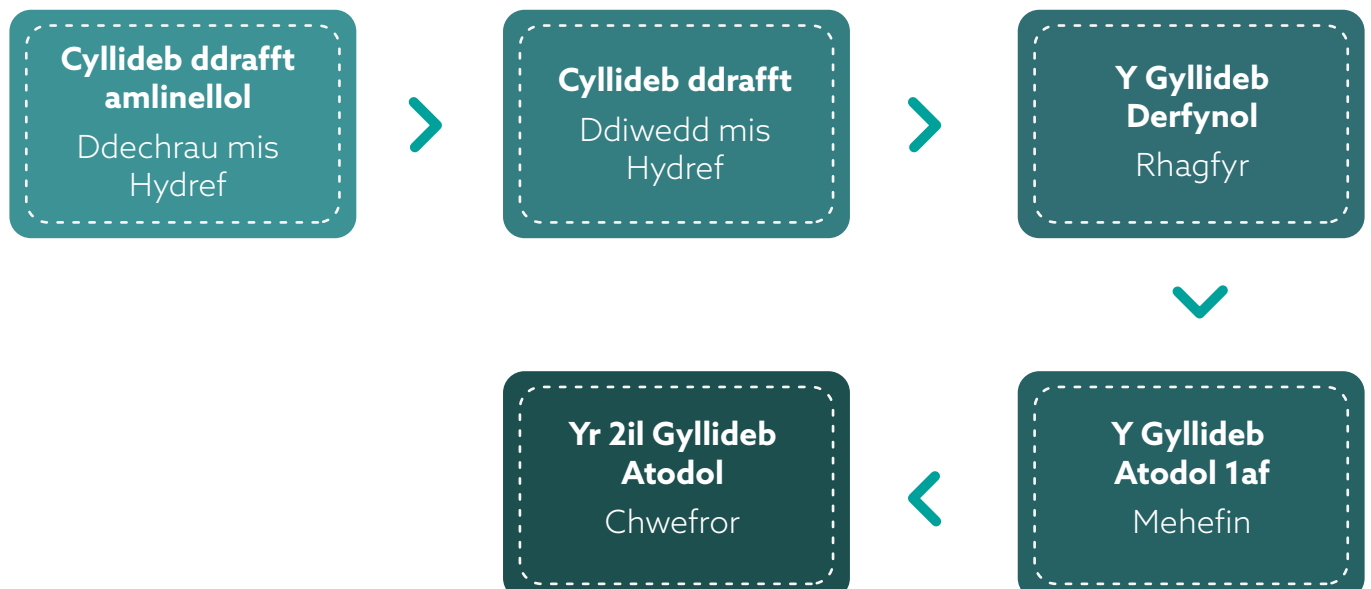 Cyllideb ddrafft
amlinellol
Ddechrau mis
Hydref
Cyllideb ddrafft
Ddiwedd mis
Hydref
Y Gyllideb
Derfynol
Rhagfyr
Y Gyllideb
Atodol 1af
Mehefin
Yr 2il Gyllideb
Atodol
Chwefror